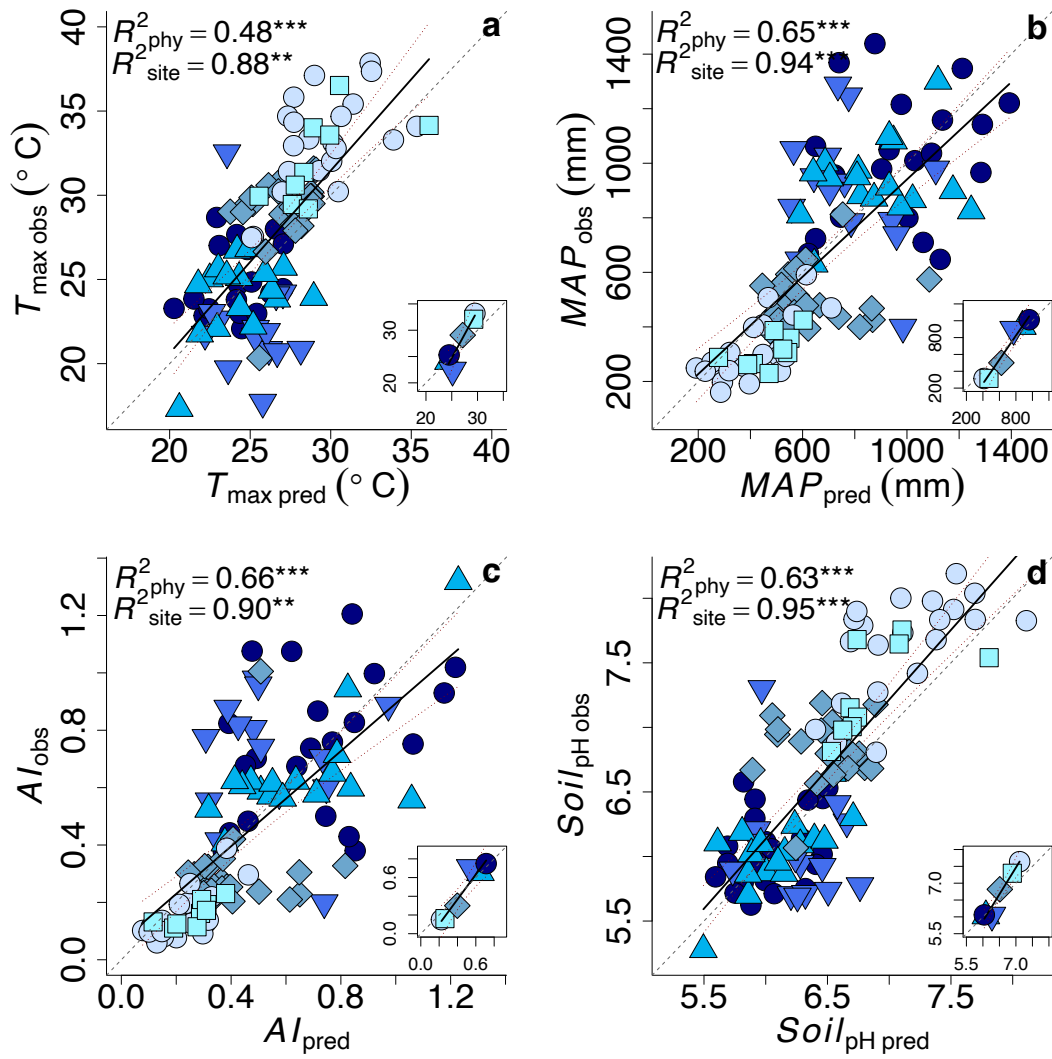 a
R²phy = 0.48***
R²site = 0.88**
Tmax obs (° C)
40
35
30
25
20
20 25 30 35 40
Tmax pred (° C)
33
30
20
20 30
b
R²phy = 0.65***
R²site = 0.94***
MAPobs (mm)
1400
1000
600
200
200 600 1000 1400
MAPpred (mm)
800
200
200 800
c
R²phy = 0.66***
R²site = 0.90**
AIobs
1.2
0.8
0.4
0.0
0.0 0.4 0.8 1.2
AIpred
0.6
0.0
0.0 0.6
d
R²phy = 0.63***
R²site = 0.95***
SoilpH obs
7.5
6.5
5.5
5.5 6.5 7.5
SoilpH pred
7.0
5.5
5.5 7.0